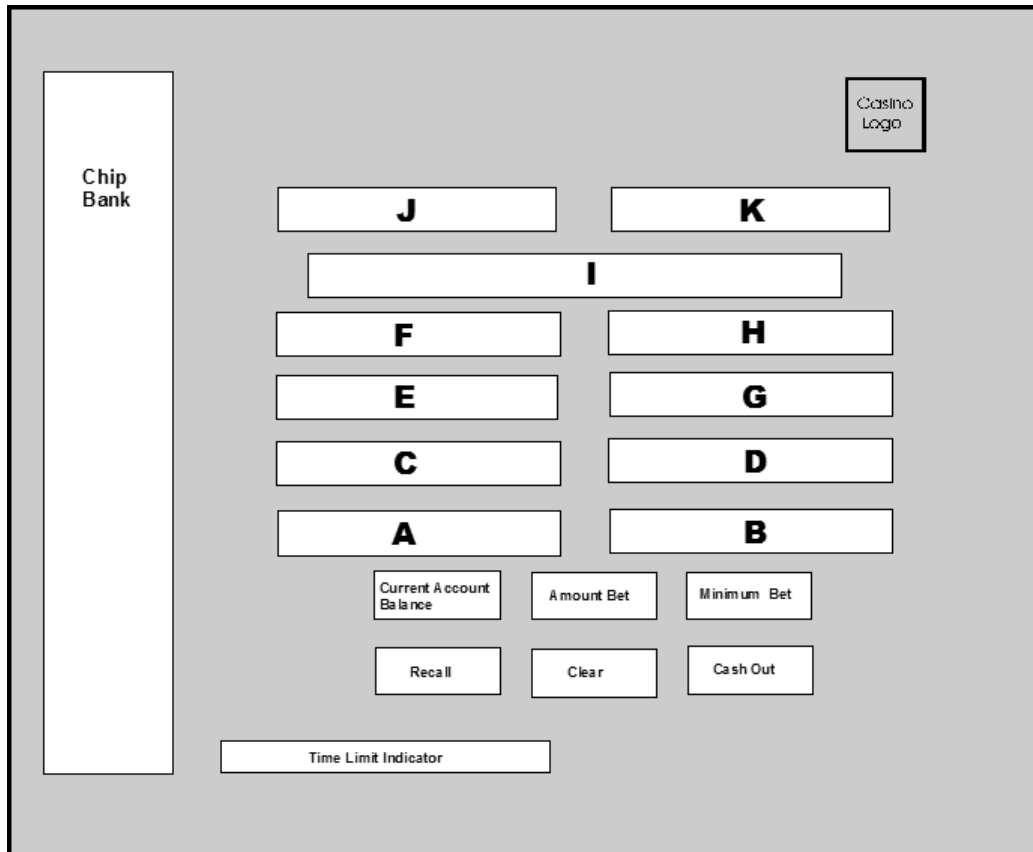 Casino
Logo
Chip
Bank
J K
I
F H
E G
C D
A B
Current Account
Balance
Amount Bet
Minimum Bet
Recall
Clear
Cash Out
Time Limit Indicator